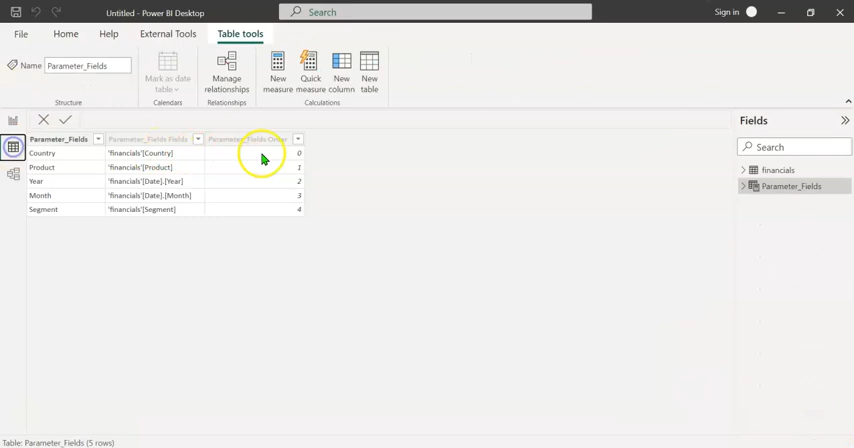 Untitled - Power BI Desktop
Search
Sign in
File
Home
Help
External Tools
Table tools
Name
Parameter_Fields
Mark as date
table
Manage
relationships
New
measure
Quick
measure
New
column
New
table
Structure
Calendars
Relationships
Calculations
Fields
Search
financials
Parameter_Fields
Parameter_Fields Parameter_Fields Fields Parameter_Fields Order
Country 'financials'[Country] 0
Product 'financials'[Product] 1
Year 'financials'[Date].[Year] 2
Month 'financials'[Date].[Month] 3
Segment 'financials'[Segment] 4
Table: Parameter_Fields (5 rows)